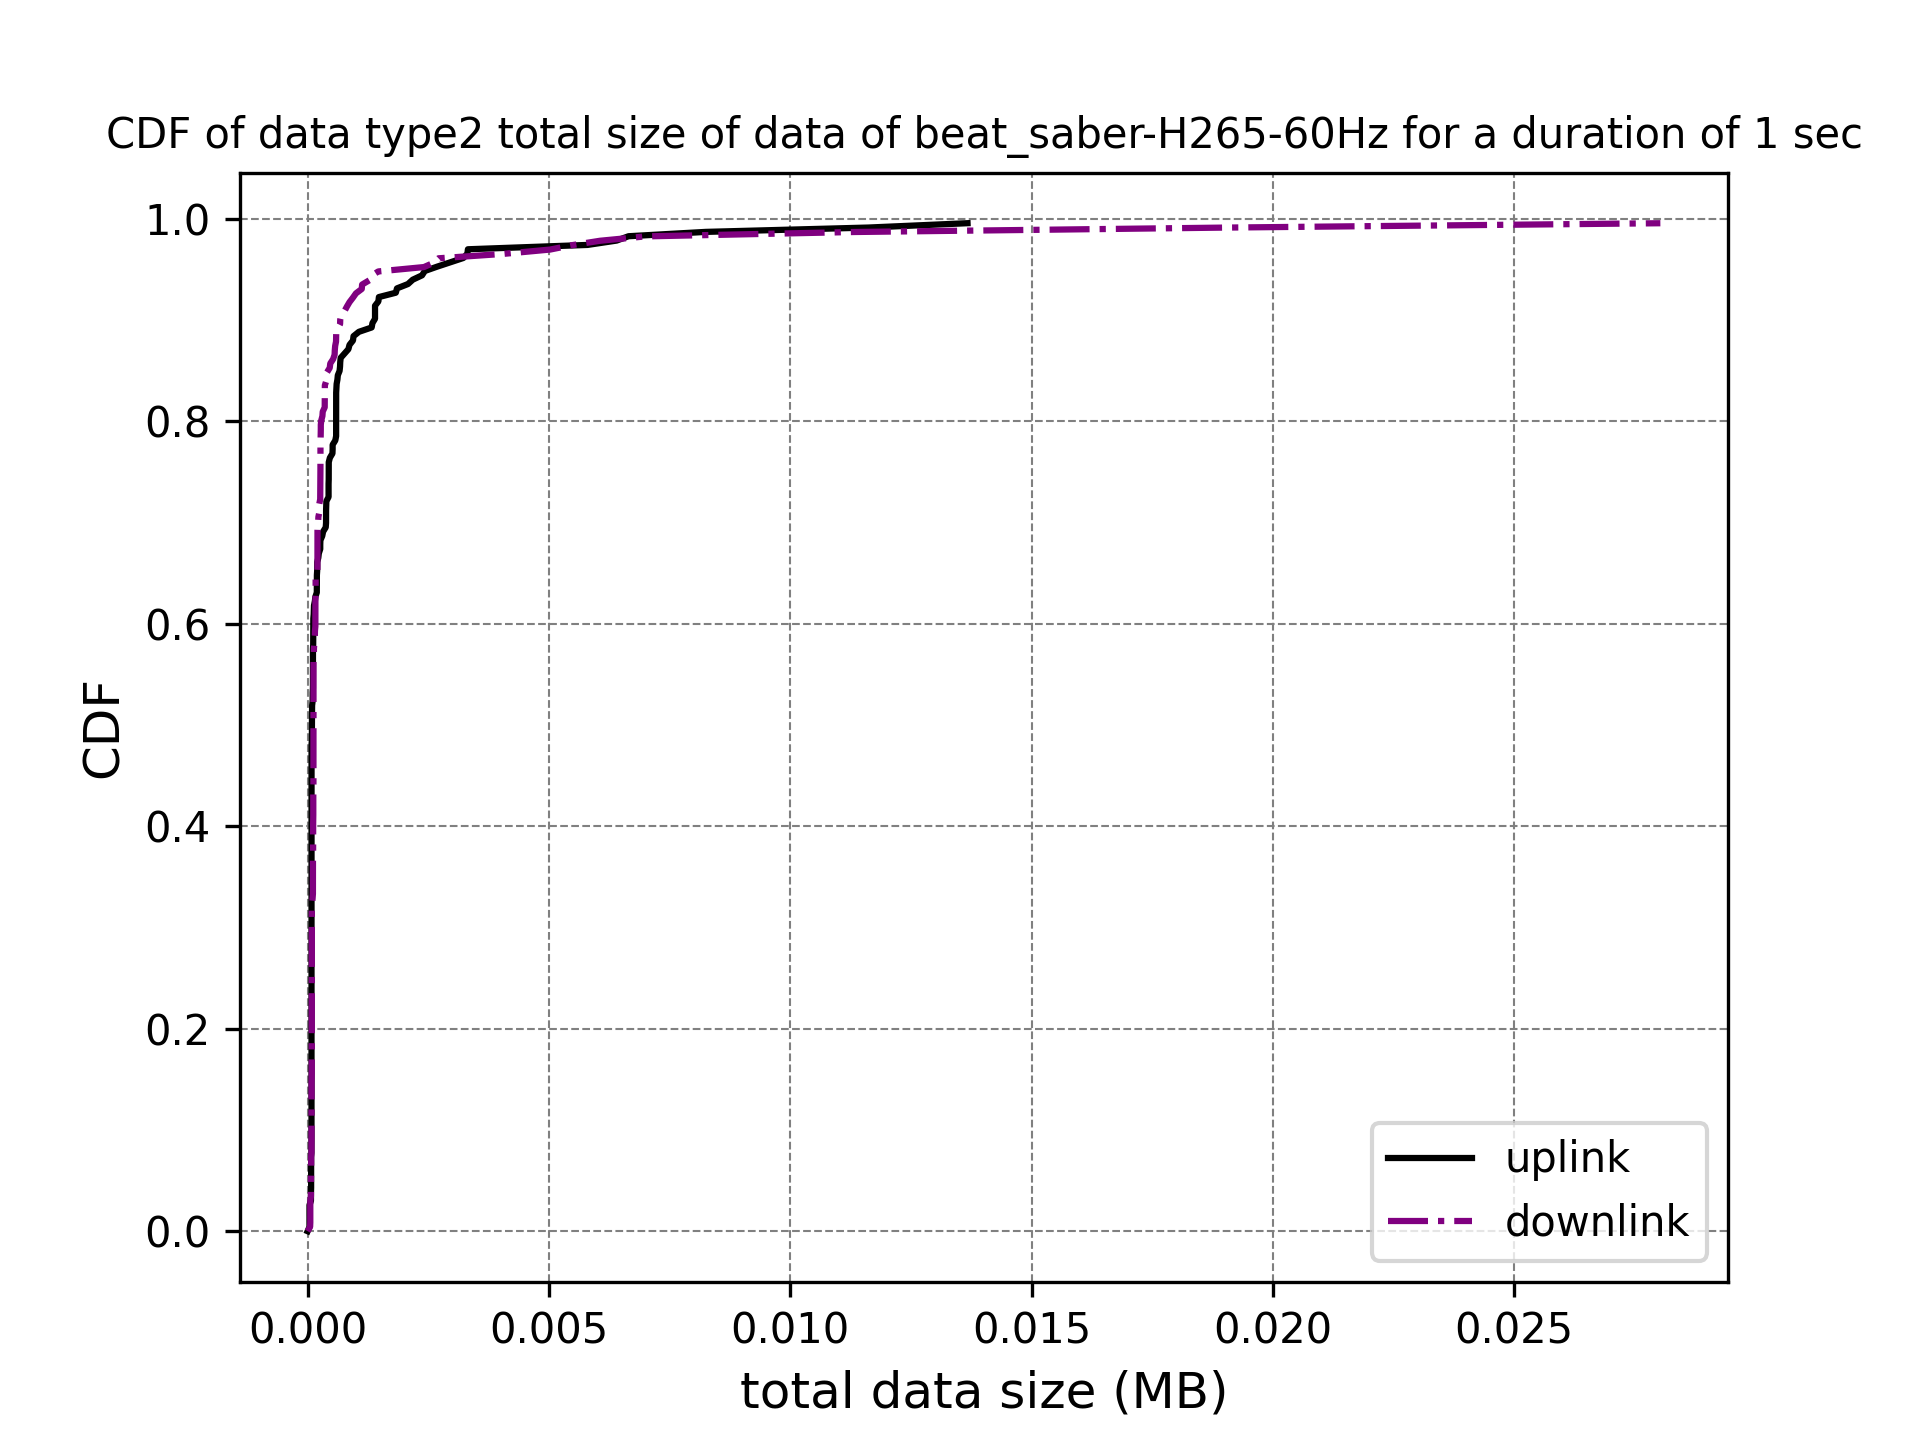 CDF of data type2 total size of data of beat_saber-H265-60Hz for a duration of 1 sec
1.0
0.8
0.6
0.4
0.2
0.0
CDF
uplink
downlink
0.000 0.005 0.010 0.015 0.020 0.025
total data size (MB)